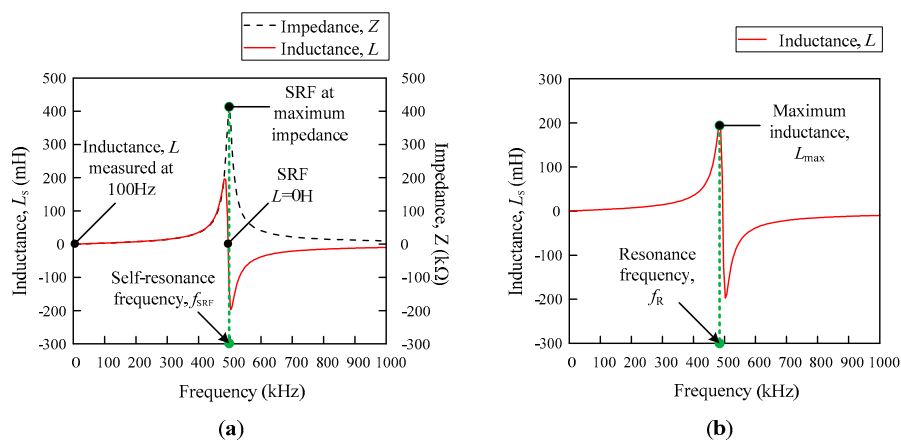 Impedance, Z
Inductance, L
500
400
300
200
100
0
-100
-200
-300
Inductance, Ls (mH)
500
400
300
200
100
0
-100
-200
-300
Impedance, Z (kΩ)
SRF at
maximum
impedance
Inductance, L
measured at
100Hz
SRF
L=0H
Self-resonance
frequency, fSRF
0 100 200 300 400 500 600 700 800 900 1000
Frequency (kHz)
(a)
Inductance, L
300
200
100
0
-100
-200
-300
Inductance, Ls (mH)
Maximum
inductance,
Lmax
Resonance
frequency,
fR
0 100 200 300 400 500 600 700 800 900 1000
Frequency (kHz)
(b)